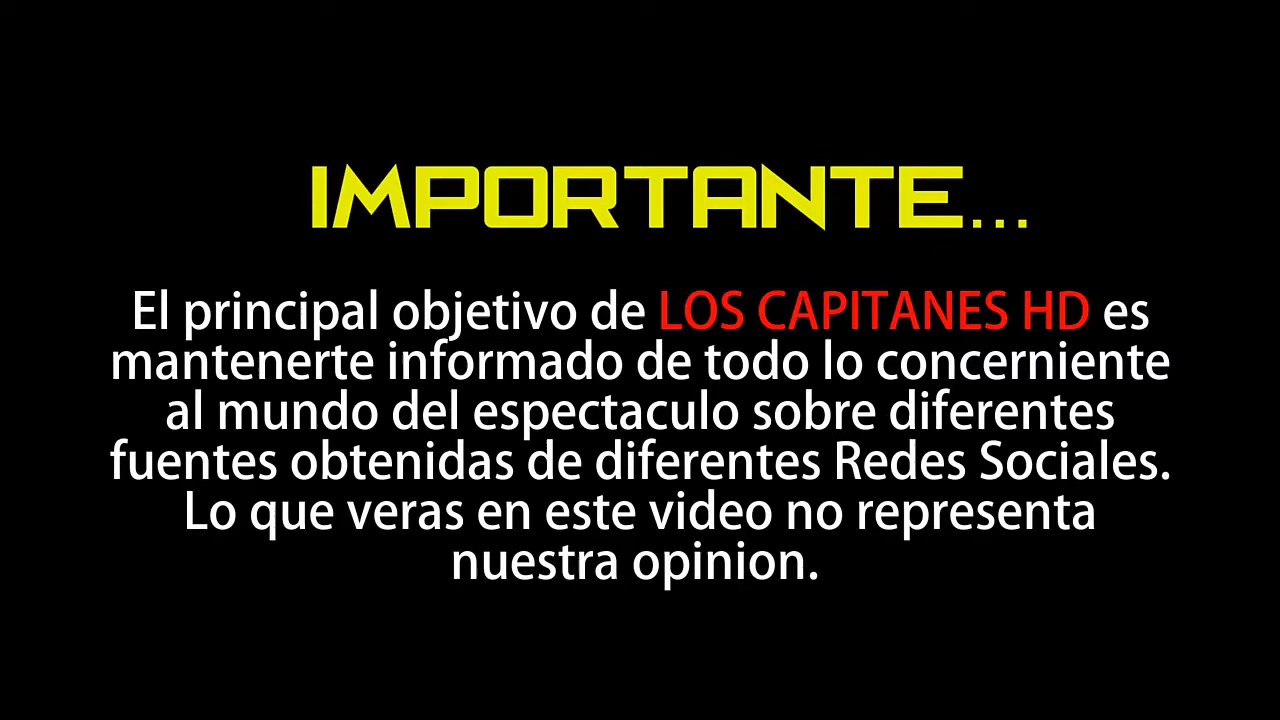 IMPORTANTE...
El principal objetivo de LOS CAPITANES HD es
mantenerte informado de todo lo concerniente
al mundo del espectaculo sobre diferentes
fuentes obtenidas de diferentes Redes Sociales.
Lo que veras en este video no representa
nuestra opinion.